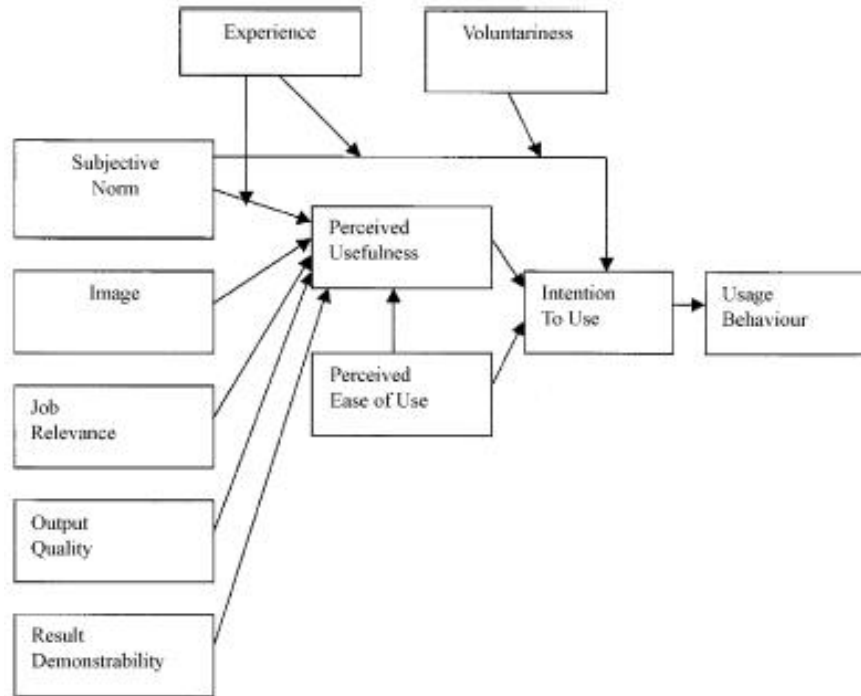 Experience
Voluntariness
Subjective
Norm
Perceived
Usefulness
Image
Intention
To Use
Usage
Behaviour
Perceived
Ease of Use
Job
Relevance
Output
Quality
Result
Demonstrability